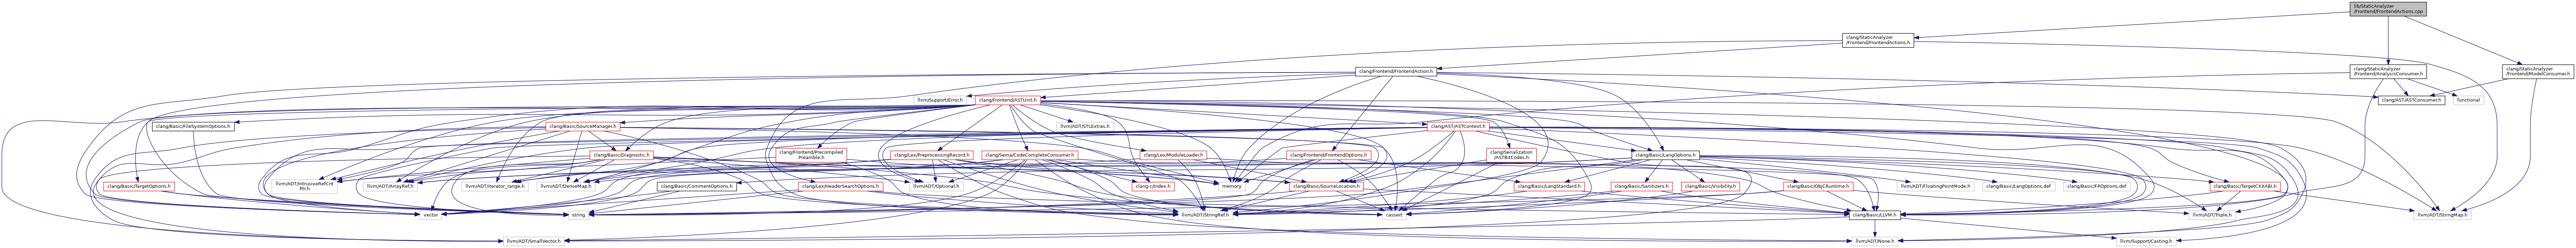 lib/StaticAnalyzer
/Frontend/FrontendActions.cpp
clang/StaticAnalyzer
/Frontend/FrontendActions.h
clang/Frontend/FrontendAction.h
clang/StaticAnalyzer
/Frontend/AnalysisConsumer.h
clang/StaticAnalyzer
/Frontend/ModelConsumer.h
llvm/Support/Error.h
clang/Frontend/ASTUnit.h
clang/AST/ASTConsumer.h
functional
clang/Basic/FileSystemOptions.h
clang/Basic/SourceManager.h
llvm/ADT/STLExtras.h
clang/AST/ASTContext.h
clang/Basic/Diagnostic.h
clang/Frontend/Precompiled
Preamble.h
clang/Lex/PreprocessingRecord.h
clang/Sema/CodeCompleteConsumer.h
clang/Lex/ModuleLoader.h
clang/Frontend/FrontendOptions.h
clang/Serialization
/ASTBitCodes.h
clang/Basic/LangOptions.h
clang/Basic/TargetOptions.h
llvm/ADT/IntrusiveRefCnt
Ptr.h
llvm/ADT/ArrayRef.h
llvm/ADT/iterator_range.h
llvm/ADT/DenseMap.h
clang/Basic/CommentOptions.h
clang/Lex/HeaderSearchOptions.h
llvm/ADT/Optional.h
clang-c/Index.h
memory
clang/Basic/SourceLocation.h
clang/Basic/LangStandard.h
clang/Basic/Sanitizers.h
clang/Basic/Visibility.h
clang/Basic/ObjCRuntime.h
llvm/ADT/FloatingPointMode.h
clang/Basic/LangOptions.def
clang/Basic/FPOptions.def
clang/Basic/TargetCXXABI.h
vector
string
llvm/ADT/StringRef.h
cassert
clang/Basic/LLVM.h
llvm/ADT/Triple.h
llvm/ADT/StringMap.h
llvm/ADT/SmallVector.h
llvm/ADT/None.h
llvm/Support/Casting.h